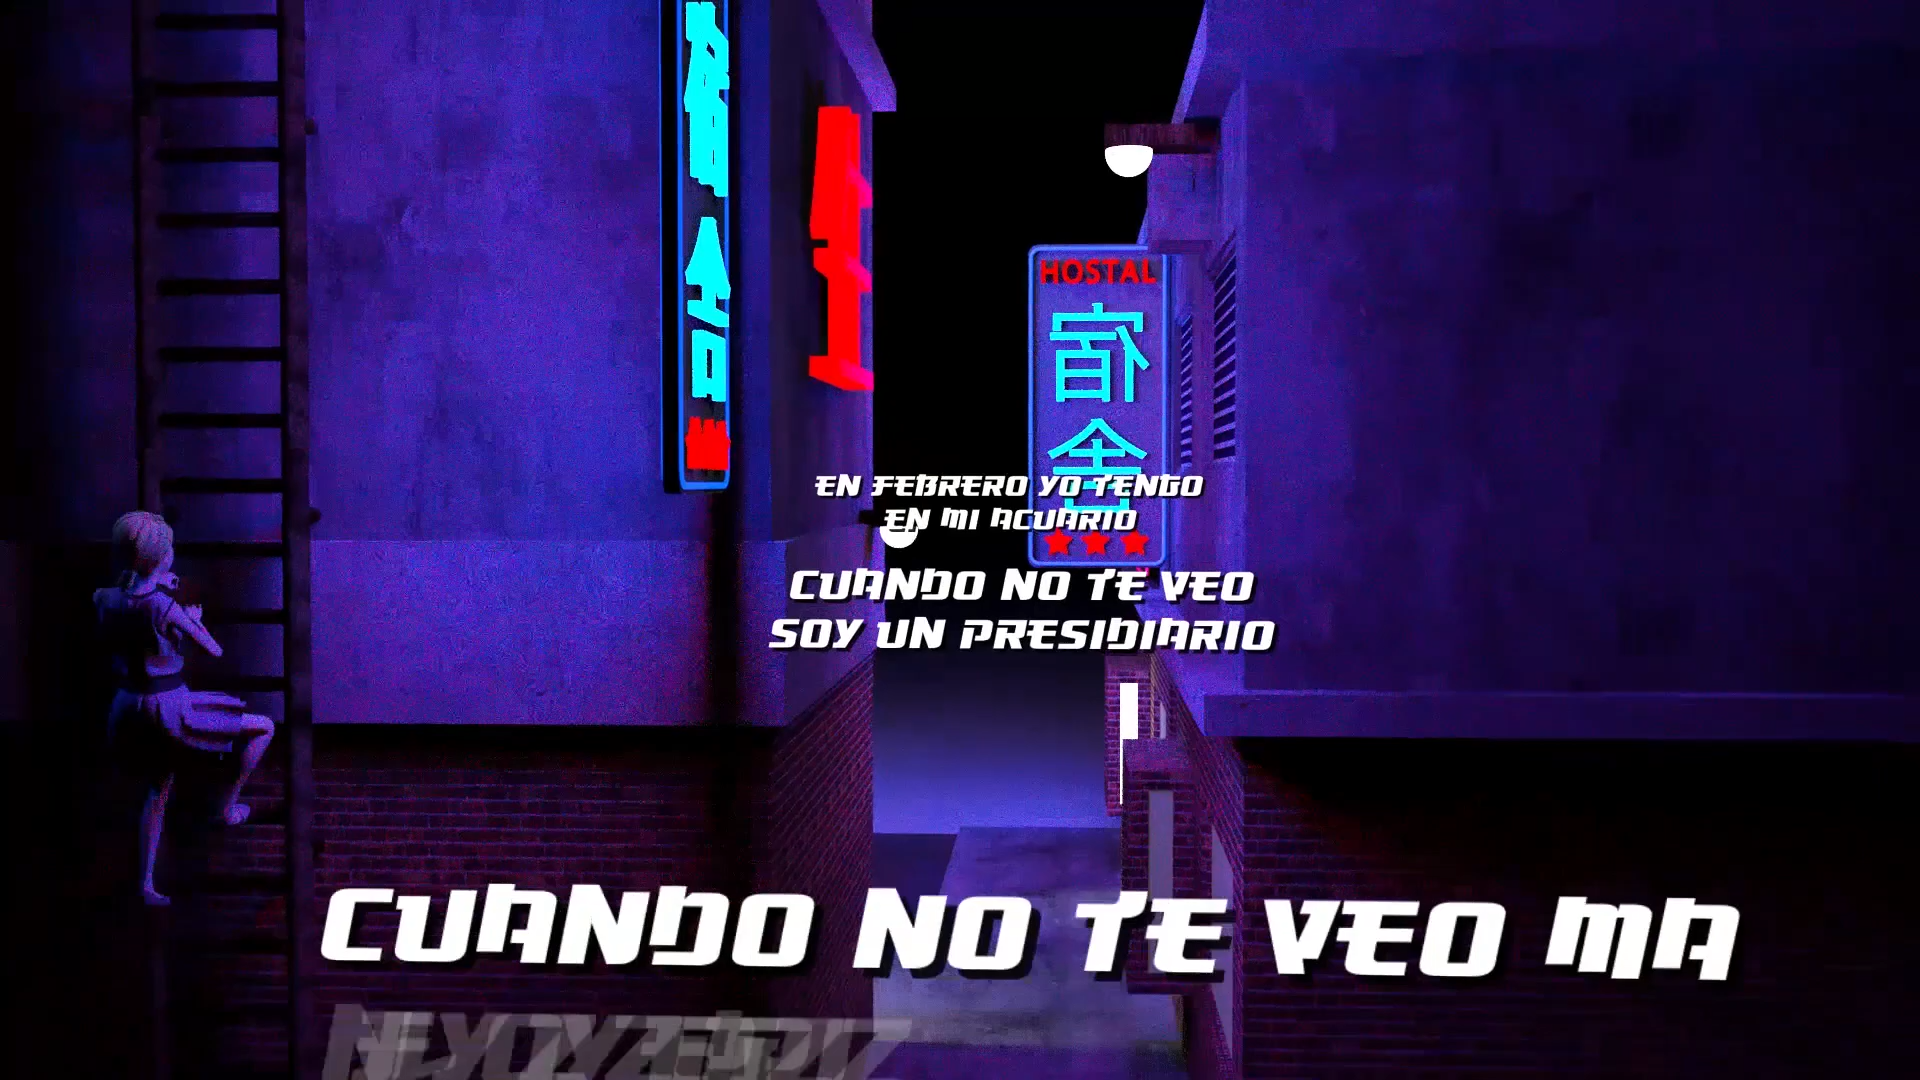 HOSTAL
宿
舍
EN FEBRERO YO TENGO
EN MI ACUARIO
CUANDO NO TE VEO
SOY UN PRESIDIARIO
CUANDO NO TE VEO MA